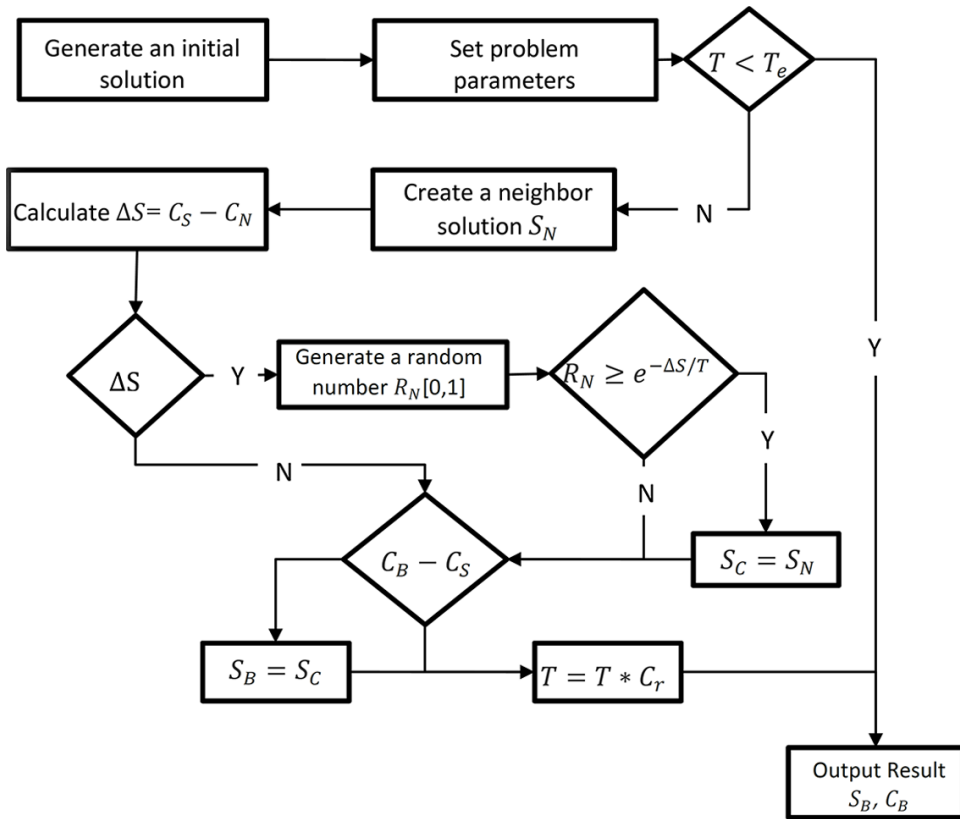 Generate an initial
solution
Set problem
parameters
T < Tₑ
Calculate ΔS= C_S − C_N
Create a neighbor
solution S_N
N
ΔS
Y
Generate a random
number R_N[0,1]
R_N ≥ e^{−ΔS/T}
Y
Y
N
N
C_B − C_S
S_C = S_N
S_B = S_C
T = T ∗ C_r
Output Result
S_B, C_B